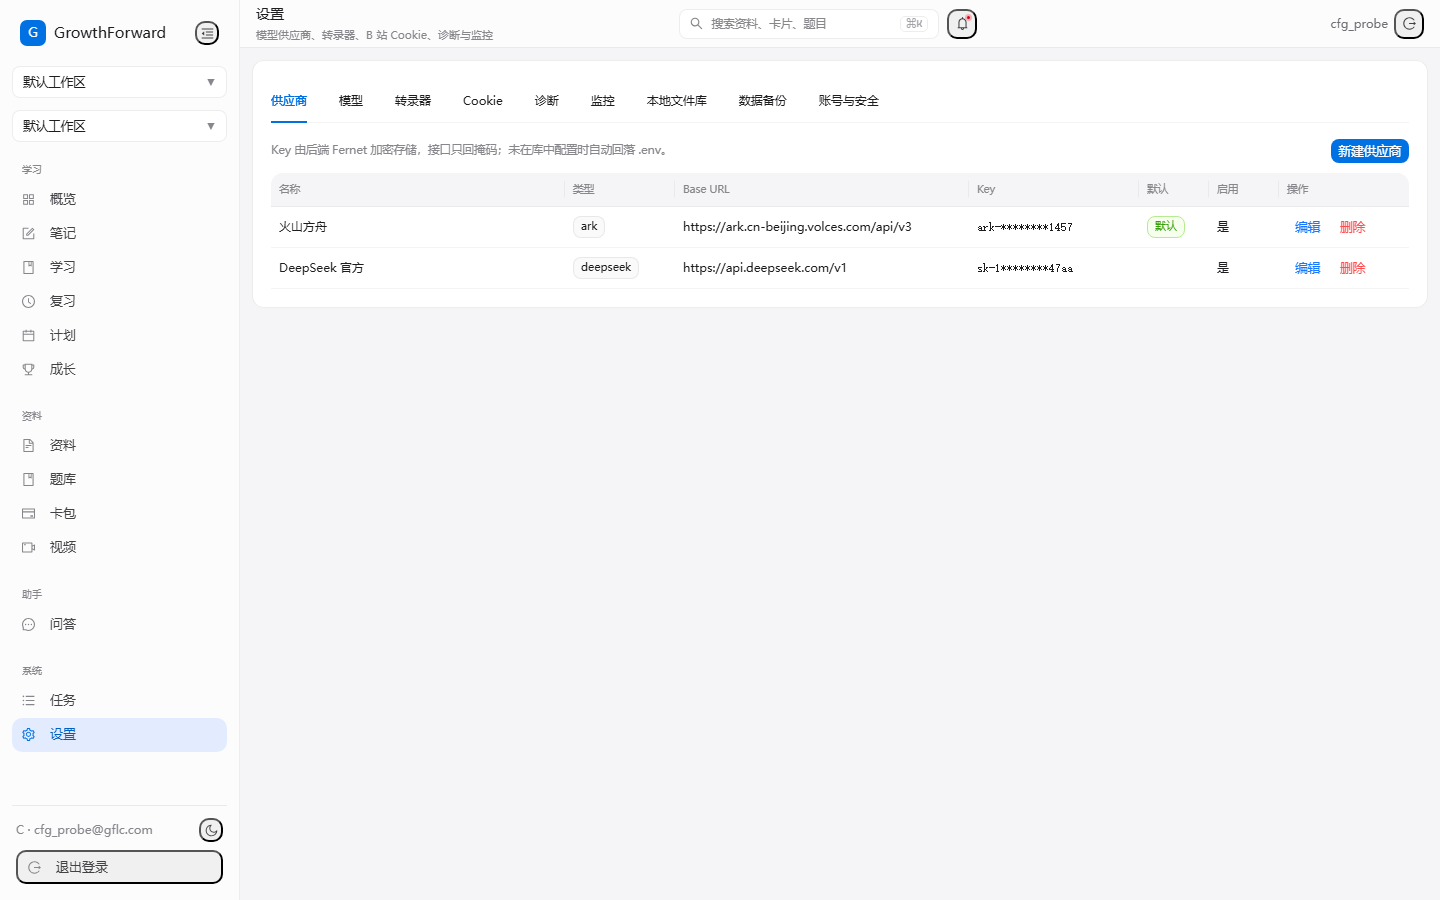 G GrowthForward
默认工作区 ▼
默认工作区 ▼
学习
概览
笔记
学习
复习
计划
成长
资料
资料
题库
卡包
视频
助手
问答
系统
任务
设置
C · cfg_probe@gflc.com
退出登录
设置
模型供应商、转录器、B 站 Cookie、诊断与监控
搜索资料、卡片、题目 ⌘K
cfg_probe
供应商 模型 转录器 Cookie 诊断 监控 本地文件库 数据备份 账号与安全
Key 由后端 Fernet 加密存储，接口只回掩码；未在库中配置时自动回落 .env。
新建供应商
名称 类型 Base URL Key 默认 启用 操作
火山方舟 ark https://ark.cn-beijing.volces.com/api/v3 ark-********1457 默认 是 编辑 删除
DeepSeek 官方 deepseek https://api.deepseek.com/v1 sk-1********47aa 是 编辑 删除